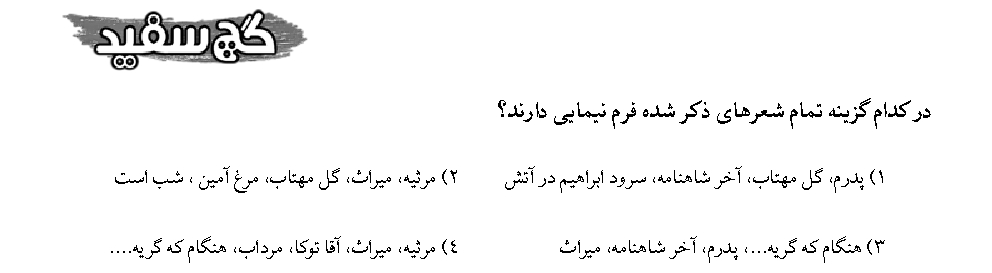 گچ سفید
در کدام گزینه تمام شعرهای ذکر شده فرم نیمایی دارند؟
۱) پدرم، گل مهتاب، آخر شاهنامه، سرود ابراهیم در آتش
۲) مرثیه، میراث، گل مهتاب، مرغ آمین ، شب است
۳) هنگام که گریه...، پدرم، آخر شاهنامه، میراث
۴) مرثیه، میراث، آقا توکا، مرداب، هنگام که گریه....